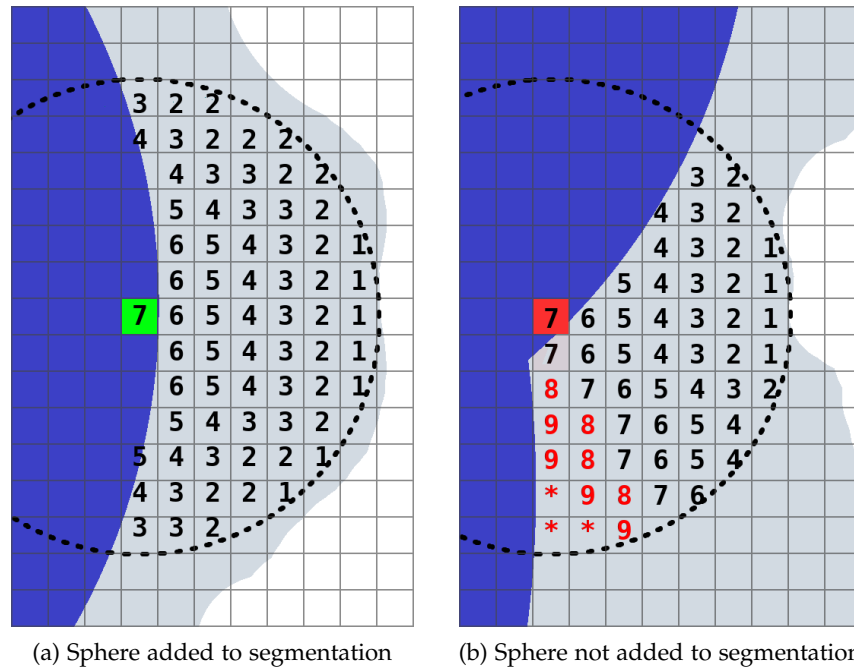 3 2 2
4 3 2 2 2
4 3 3 2 2
5 4 3 3 2
6 5 4 3 2 1
6 5 4 3 2 1
7 6 5 4 3 2 1
6 5 4 3 2 1
6 5 4 3 2 1
5 4 3 3 2
5 4 3 2 2 1
4 3 2 2 1
3 3 2
(a) Sphere added to segmentation
3 2
4 3 2
4 3 2 1
5 4 3 2 1
7 6 5 4 3 2 1
7 6 5 4 3 2 1
8 7 6 5 4 3 2
9 8 7 6 5 4
9 8 7 6 5 4
* 9 8 7 6
* * 9
(b) Sphere not added to segmentation